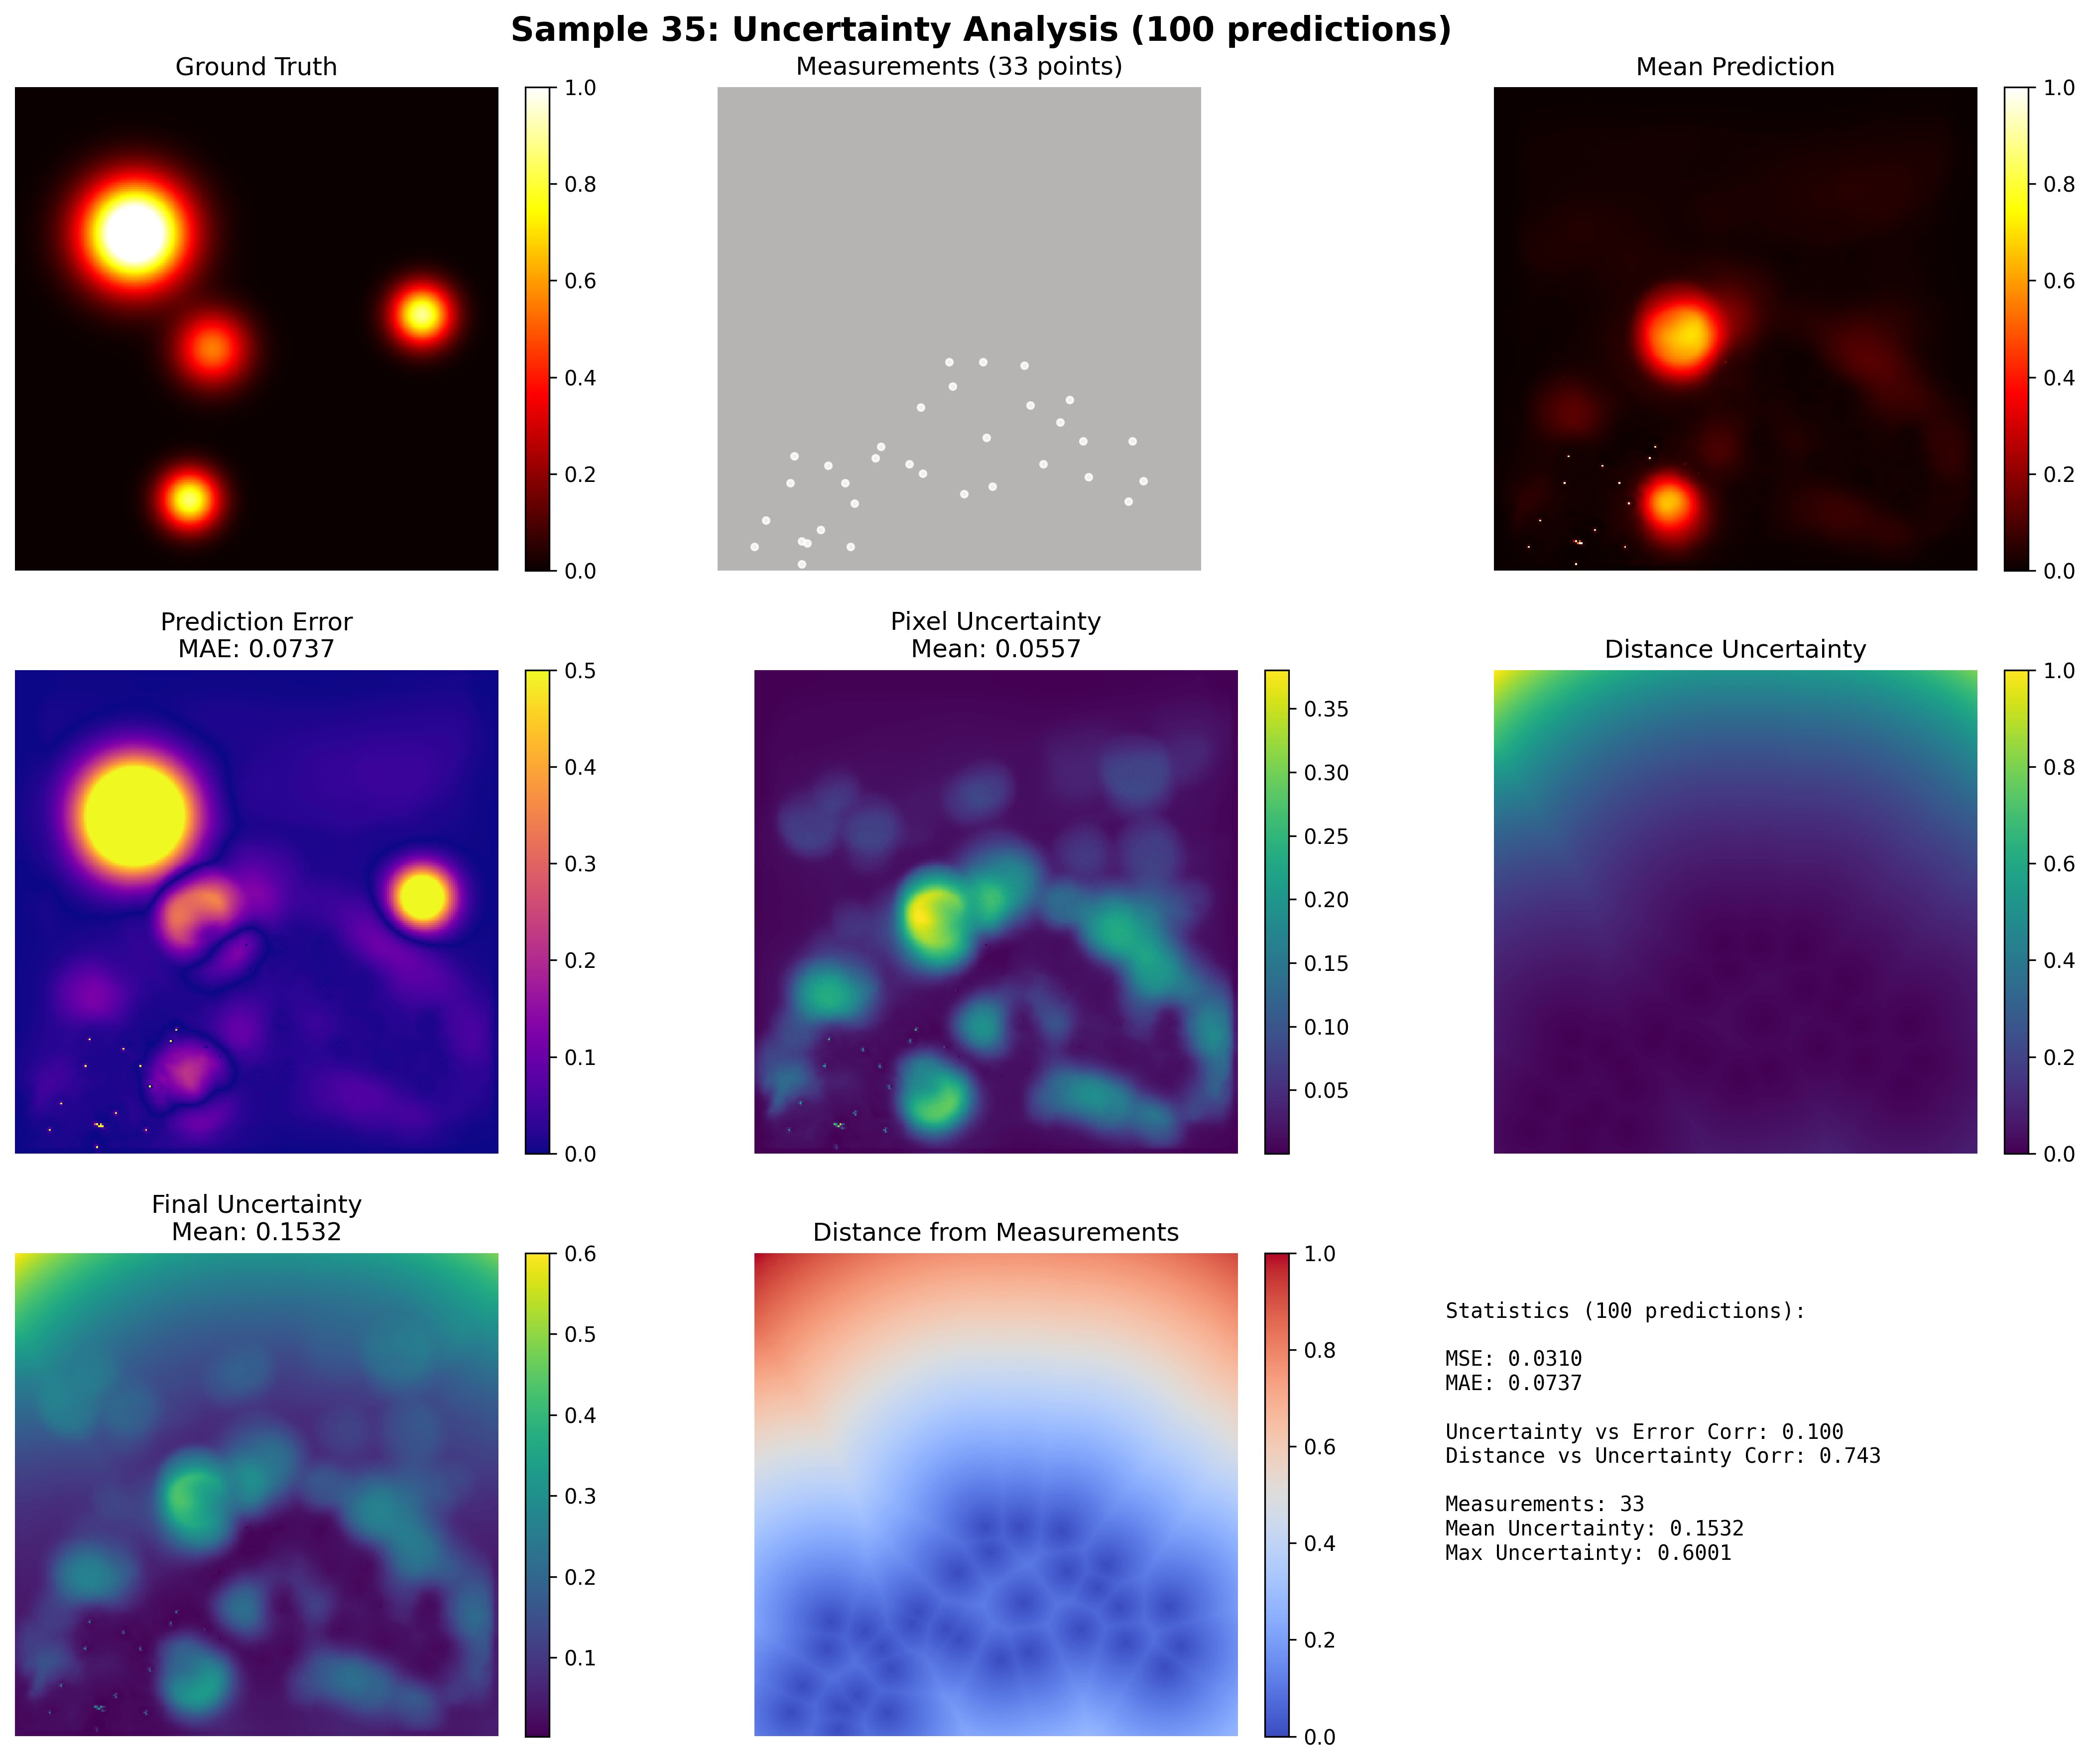 Sample 35: Uncertainty Analysis (100 predictions)
Ground Truth
1.0
0.8
0.6
0.4
0.2
0.0
Measurements (33 points)
Mean Prediction
1.0
0.8
0.6
0.4
0.2
0.0
Prediction Error
MAE: 0.0737
0.5
0.4
0.3
0.2
0.1
0.0
Pixel Uncertainty
Mean: 0.0557
0.35
0.30
0.25
0.20
0.15
0.10
0.05
Distance Uncertainty
1.0
0.8
0.6
0.4
0.2
0.0
Final Uncertainty
Mean: 0.1532
0.6
0.5
0.4
0.3
0.2
0.1
Distance from Measurements
1.0
0.8
0.6
0.4
0.2
0.0
Statistics (100 predictions):
MSE: 0.0310
MAE: 0.0737
Uncertainty vs Error Corr: 0.100
Distance vs Uncertainty Corr: 0.743
Measurements: 33
Mean Uncertainty: 0.1532
Max Uncertainty: 0.6001